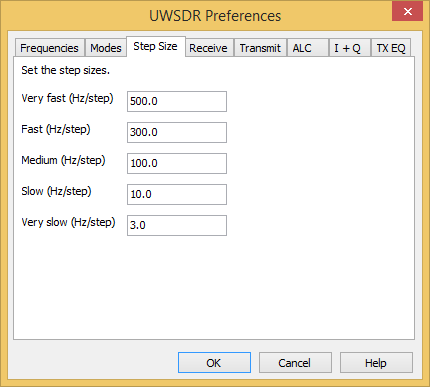 UWSDR Preferences
Frequencies Modes Step Size Receive Transmit ALC I + Q TX EQ
Set the step sizes.
Very fast (Hz/step) 500.0
Fast (Hz/step) 300.0
Medium (Hz/step) 100.0
Slow (Hz/step) 10.0
Very slow (Hz/step) 3.0
OK Cancel Help